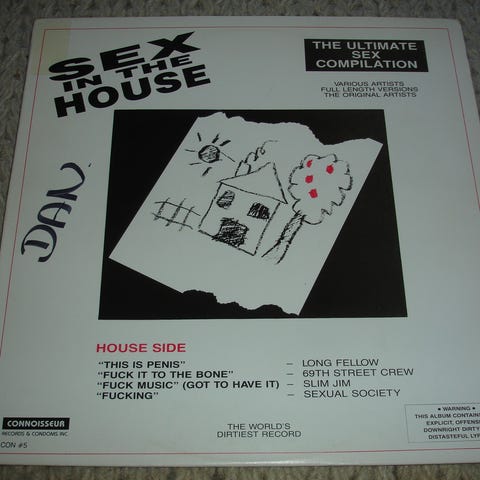 SEX
IN THE
HOUSE
THE ULTIMATE
SEX
COMPILATION
VARIOUS ARTISTS
FULL LENGTH VERSIONS
THE ORIGINAL ARTISTS
DAN.
HOUSE SIDE
"THIS IS PENIS" – LONG FELLOW
"FUCK IT TO THE BONE" – 69TH STREET CREW
"FUCK MUSIC" (GOT TO HAVE IT) – SLIM JIM
"FUCKING" – SEXUAL SOCIETY
CONNOISSEUR
RECORDS & CONDOMS INC
CON #5
THE WORLD'S
DIRTIEST RECORD
• WARNING •
THIS ALBUM CONTAINS
EXPLICIT, OFFENS
DOWNRIGHT DIRTY
DISTASTEFUL LY